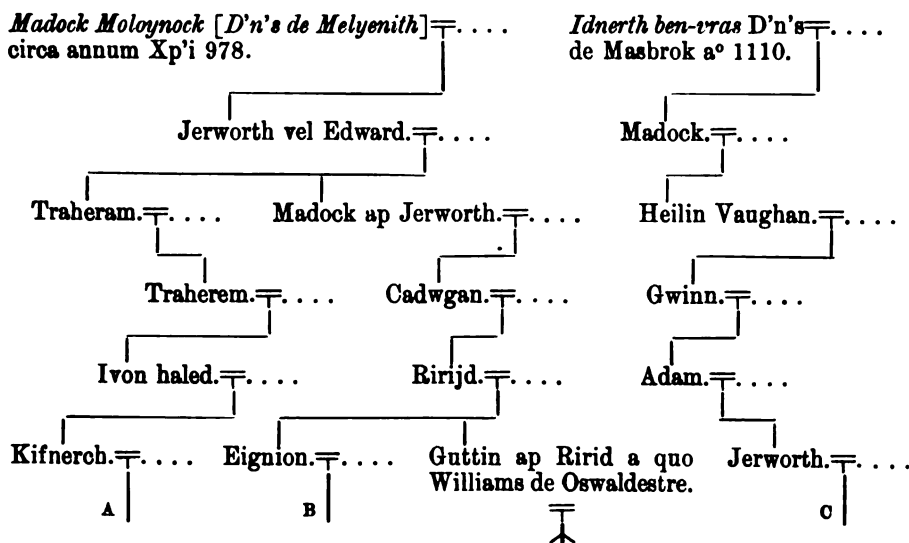 Madock Moloynock [D'n's de Melyenith]╤. . . .
circa annum Xp'i 978.
Idnerth ben-vras D'n's╤. . . .
de Masbrok aº 1110.
Jerworth vel Edward.╤. . . .
Madock.╤. . . .
Traheram.╤. . . .
Madock ap Jerworth.╤. . . .
Heilin Vaughan.╤. . . .
Traherem.╤. . . .
Cadwgan.╤. . . .
Gwinn.╤. . . .
Ivon haled.╤. . . .
Ririjd.╤. . . .
Adam.╤. . . .
Kifnerch.╤. . . .
Eignion.╤. . . .
Guttin ap Ririd a quo
Williams de Oswaldestre.
Jerworth.╤. . . .
A
B
C